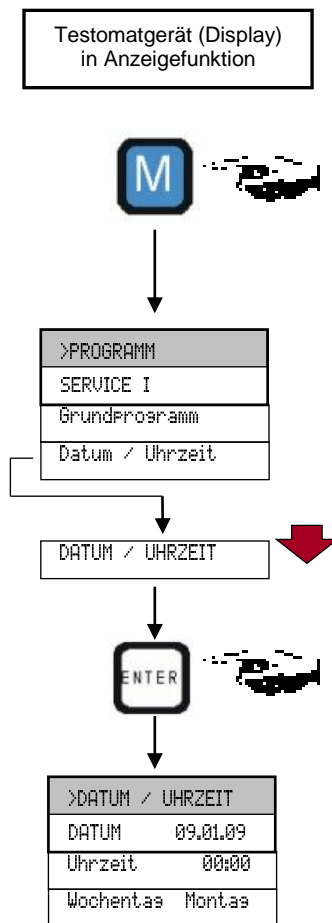 Testomatgerät (Display)
in Anzeigefunktion
M
>PROGRAMM
SERVICE I
Grundprogramm
Datum / Uhrzeit
DATUM / UHRZEIT
ENTER
>DATUM / UHRZEIT
DATUM 09.01.09
Uhrzeit 00:00
Wochentag Montag